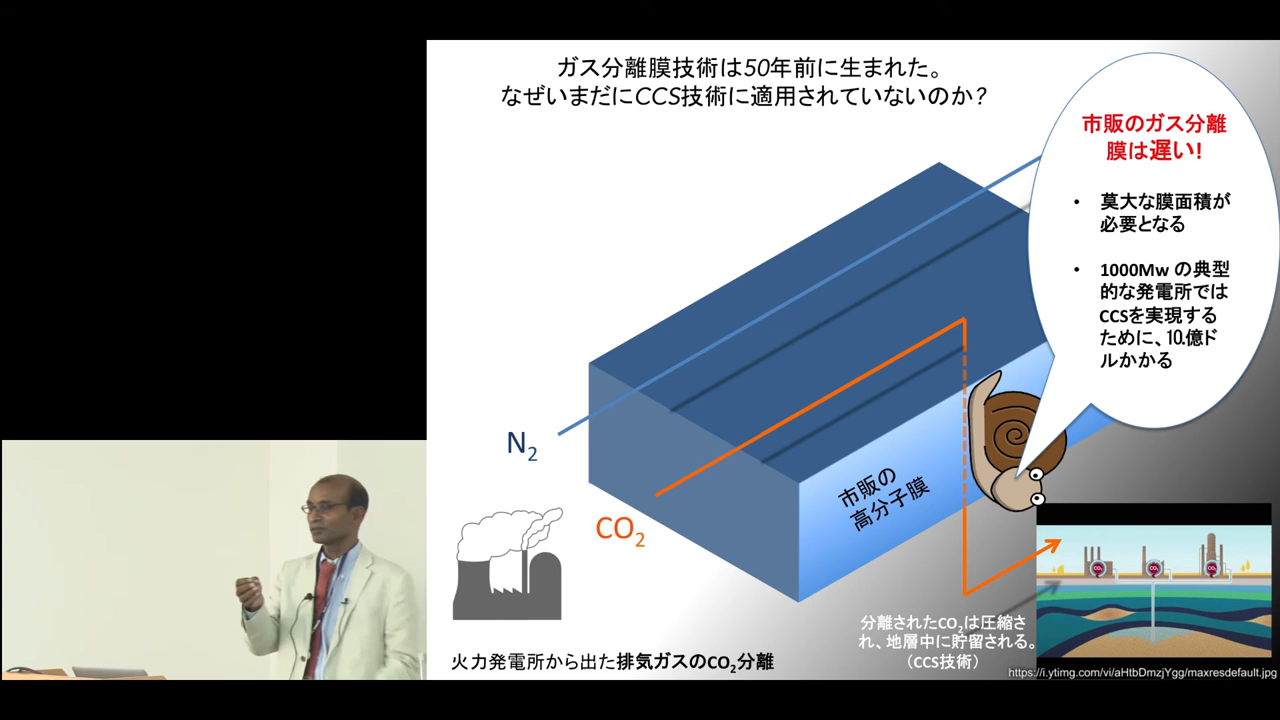 ガス分離膜技術は50年前に生まれた。
なぜいまだにCCS技術に適用されていないのか?
市販のガス分離
膜は遅い!
• 莫大な膜面積が
必要となる
• 1000Mw の典型
的な発電所では
CCSを実現する
ために、10.億ド
ルかかる
N2
CO2
市販の
高分子膜
分離されたCO2は圧縮さ
れ、地層中に貯留される。
（CCS技術）
火力発電所から出た排気ガスのCO2分離
CO2
CO2
CO2
https://i.ytimg.com/vi/aHtbDmzjYgg/maxresdefault.jpg